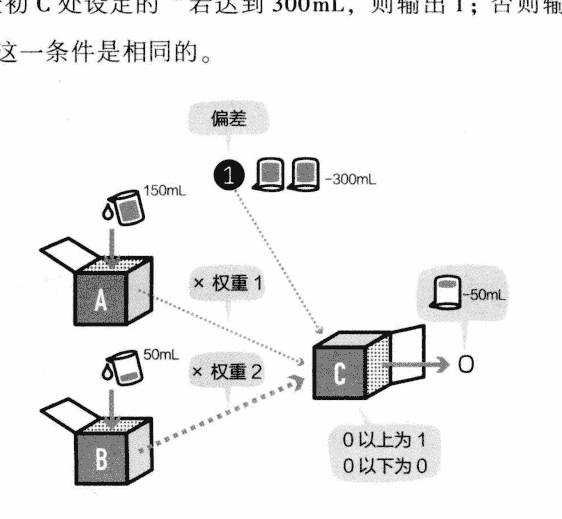 初 C 处设定的“若达到 300mL，则输出 1；否则输
这一条件是相同的。
偏差
1
-300mL
150mL
× 权重 1
A
-50mL
50mL
× 权重 2
C
0
B
0 以上为 1
0 以下为 0